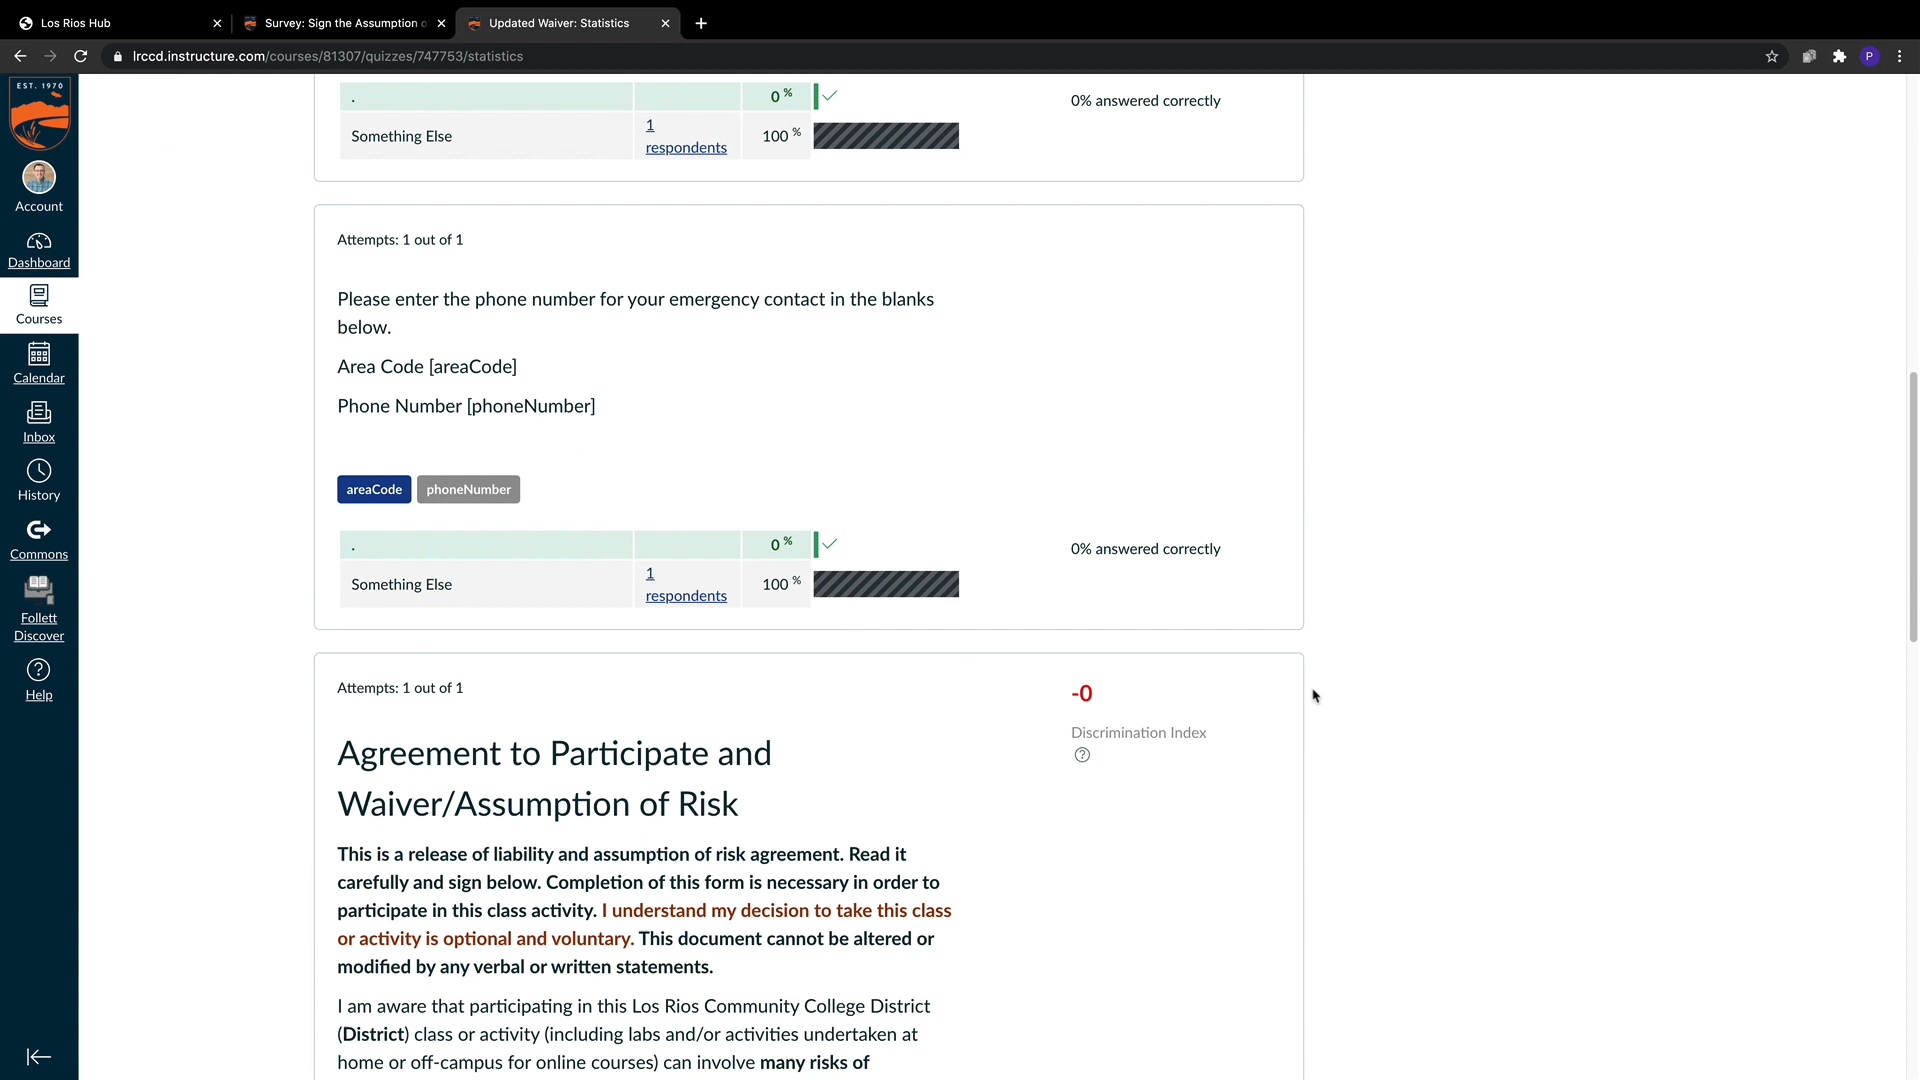 Los Rios Hub
Survey: Sign the Assumption o
Updated Waiver: Statistics
lrccd.instructure.com/courses/81307/quizzes/747753/statistics
P
EST. 1970
Account
Dashboard
Courses
Calendar
Inbox
History
Commons
Follett
Discover
Help
. 0 %
0% answered correctly
Something Else 1 respondents 100 %
Attempts: 1 out of 1
Please enter the phone number for your emergency contact in the blanks
below.
Area Code [areaCode]
Phone Number [phoneNumber]
areaCode phoneNumber
. 0 %
0% answered correctly
Something Else 1 respondents 100 %
Attempts: 1 out of 1
-0
Discrimination Index
?
Agreement to Participate and
Waiver/Assumption of Risk
This is a release of liability and assumption of risk agreement. Read it
carefully and sign below. Completion of this form is necessary in order to
participate in this class activity. I understand my decision to take this class
or activity is optional and voluntary. This document cannot be altered or
modified by any verbal or written statements.
I am aware that participating in this Los Rios Community College District
(District) class or activity (including labs and/or activities undertaken at
home or off-campus for online courses) can involve many risks of